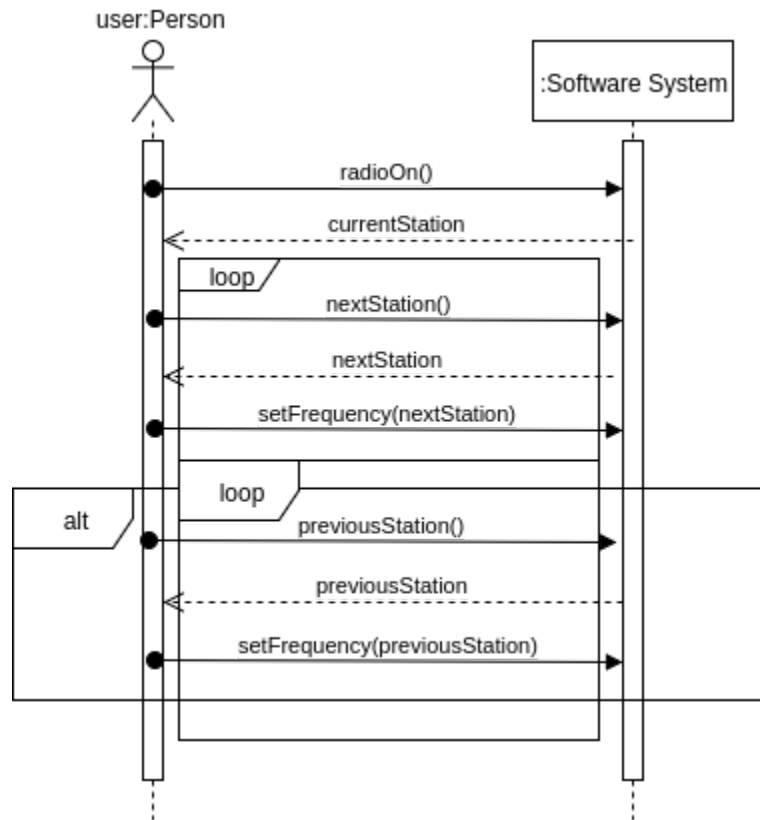 user:Person
:Software System
radioOn()
currentStation
loop
nextStation()
nextStation
setFrequency(nextStation)
loop
alt
previousStation()
previousStation
setFrequency(previousStation)